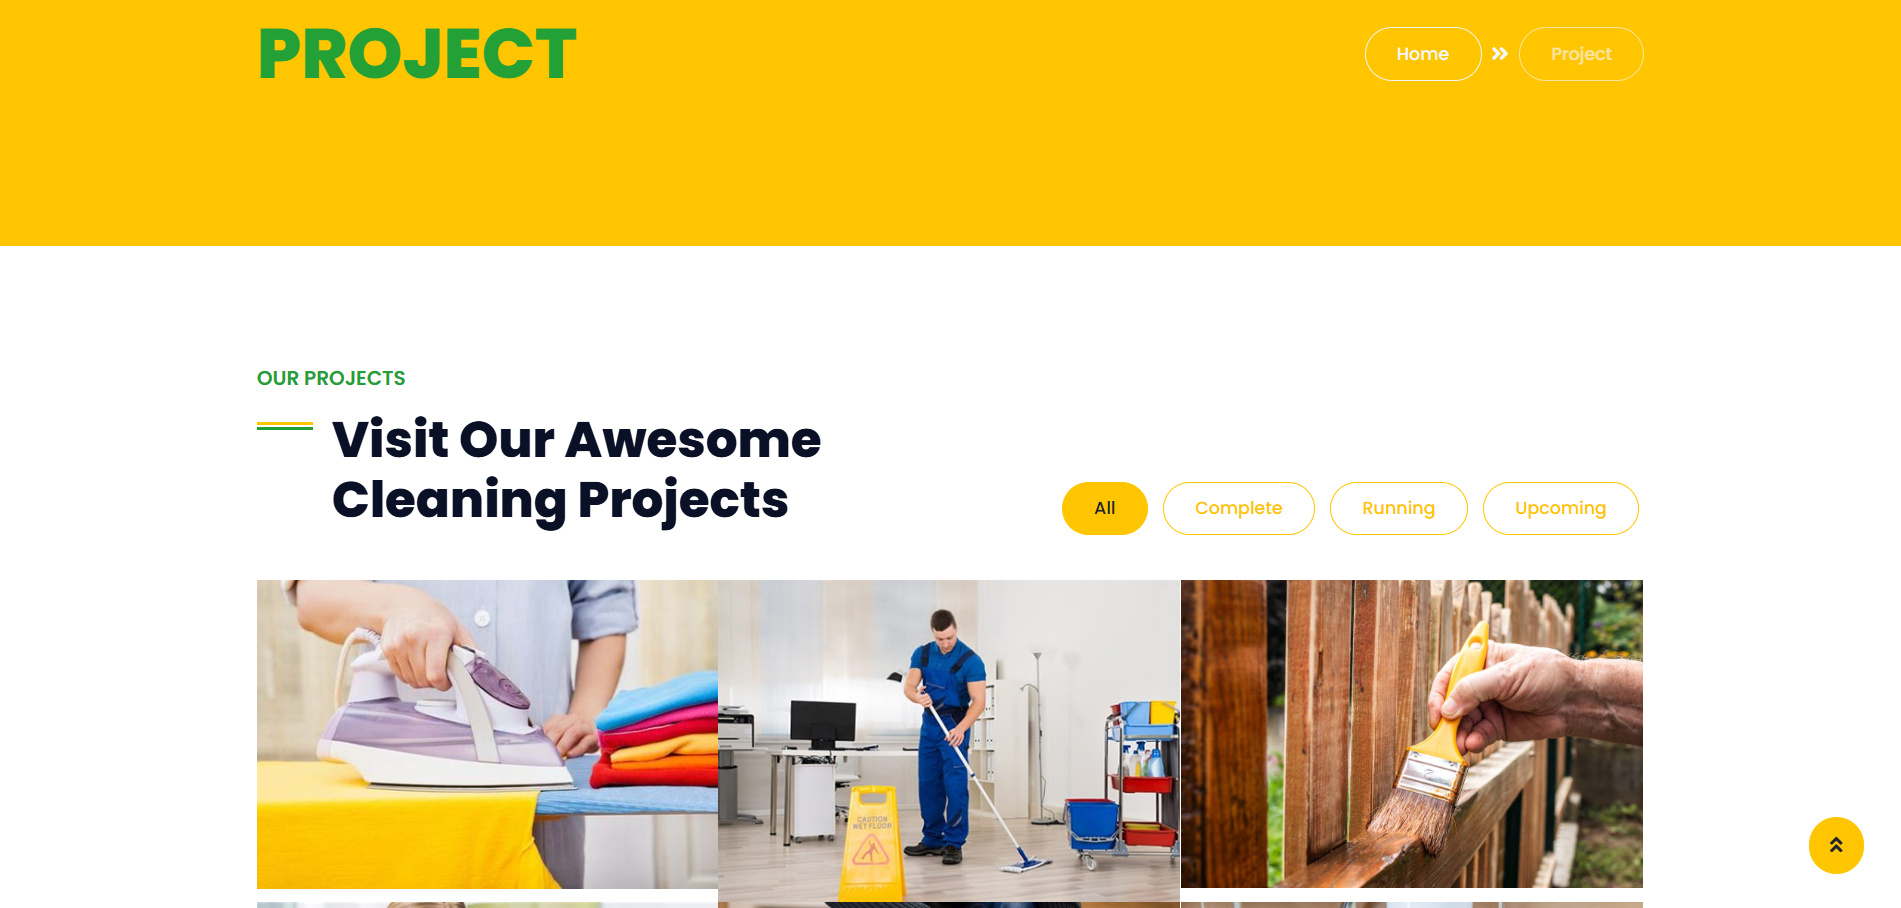 PROJECT
Home
Project
OUR PROJECTS
Visit Our Awesome
Cleaning Projects
All
Complete
Running
Upcoming
CAUTION
WET FLOOR